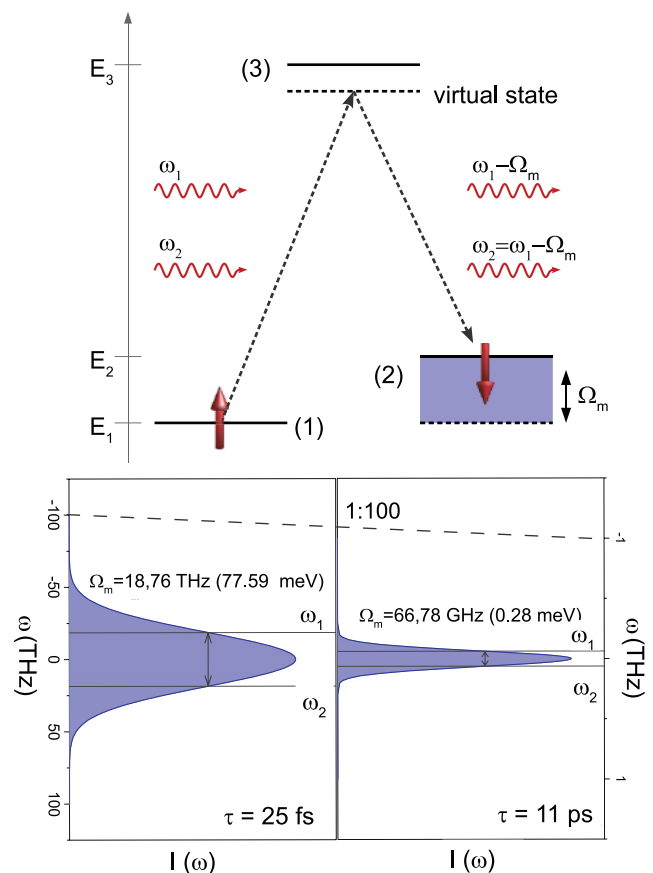 E₃
(3)
virtual state
ω₁
ω₁–Ωₘ
ω₂
ω₂=ω₁–Ωₘ
E₂
(2)
Ωₘ
E₁
(1)
-100
-50
0
50
100
ω (THz)
Ωₘ=18,76 THz (77.59 meV)
ω₁
ω₂
τ = 25 fs
I (ω)
1:100
Ωₘ=66,78 GHz (0.28 meV)
ω₁
ω₂
τ = 11 ps
I (ω)
-1
0
1
ω (THz)